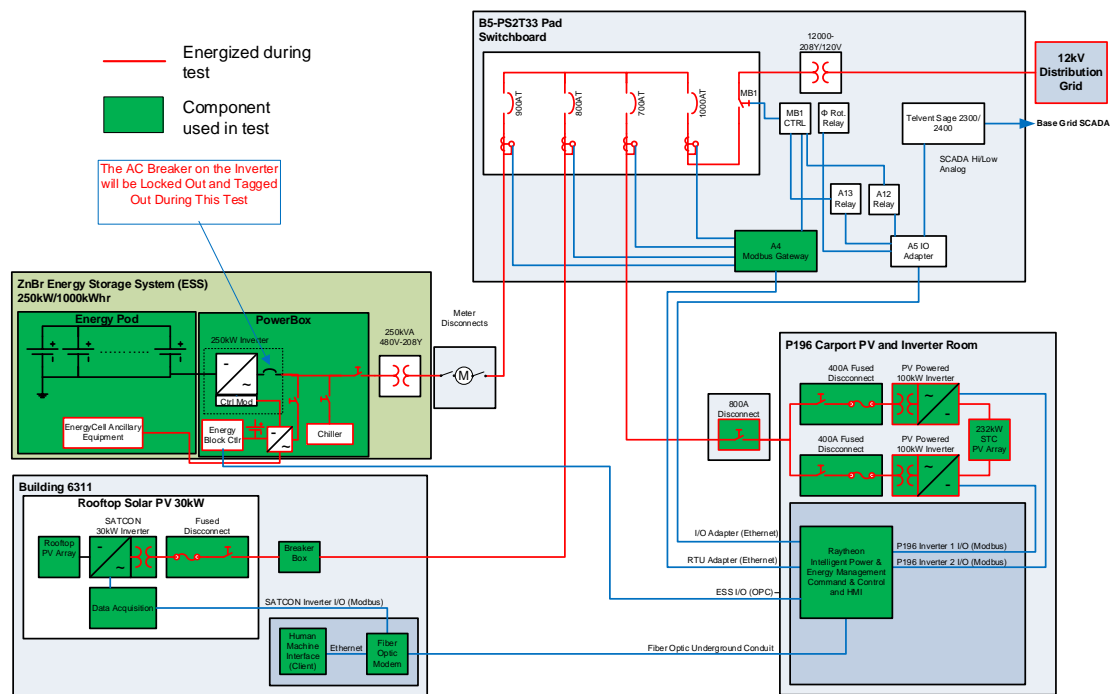 Energized during
test
Component
used in test
The AC Breaker on the Inverter
will be Locked Out and Tagged
Out During This Test
B5-PS2T33 Pad
Switchboard
12000-
208Y/120V
12kV
Distribution
Grid
900AT
800AT
700AT
1000AT
MB1
MB1
CTRL
Φ Rot.
Relay
Telvent Sage 2300/
2400
Base Grid SCADA
SCADA Hi/Low
Analog
A13
Relay
A12
Relay
A4
Modbus Gateway
A5 IO
Adapter
ZnBr Energy Storage System (ESS)
250kW/1000kWhr
Energy Pod
PowerBox
250kW Inverter
-
~
Ctrl Mod
250kVA
480V-208Y
Meter
Disconnects
M
EnergyCell Ancillary
Equipment
Energy
Block Ctlr
-
~
Chiller
P196 Carport PV and Inverter Room
400A Fused
Disconnect
PV Powered
100kW Inverter
~
-
800A
Disconnect
232kW
STC
PV Array
400A Fused
Disconnect
PV Powered
100kW Inverter
~
-
Building 6311
Rooftop Solar PV 30kW
SATCON
30kW Inverter
Fused
Discconnect
Rooftop
PV Array
-
~
Breaker
Box
Data Acquisition
SATCON Inverter I/O (Modbus)
Human
Machine
Interface
(Client)
Ethernet
Fiber
Optic
Modem
Fiber Optic Underground Conduit
I/O Adapter (Ethernet)
RTU Adapter (Ethernet)
ESS I/O (OPC)
Raytheon
Intelligent Power &
Energy Management
Command & Control
and HMI
P196 Inverter 1 I/O (Modbus)
P196 Inverter 2 I/O (Modbus)